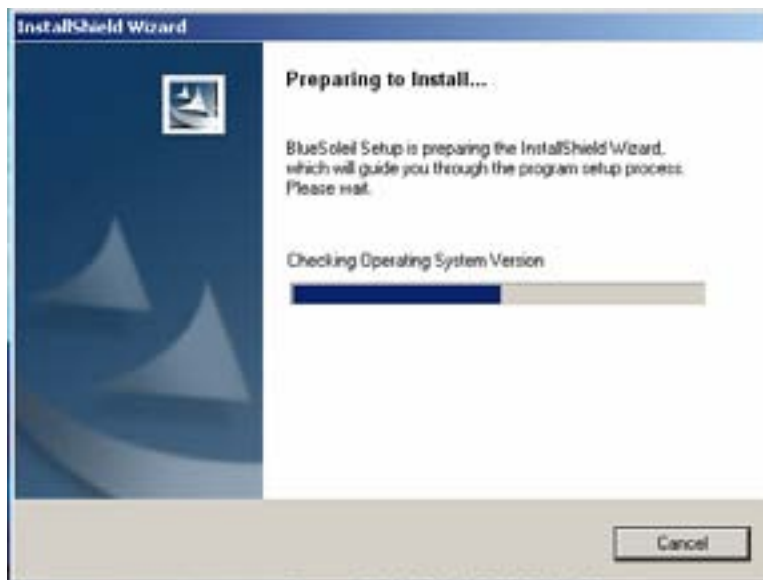 InstallShield Wizard
Preparing to Install...
BlueSoleil Setup is preparing the InstallShield Wizard,
which will guide you through the program setup process.
Please wait.
Checking Operating System Version
Cancel